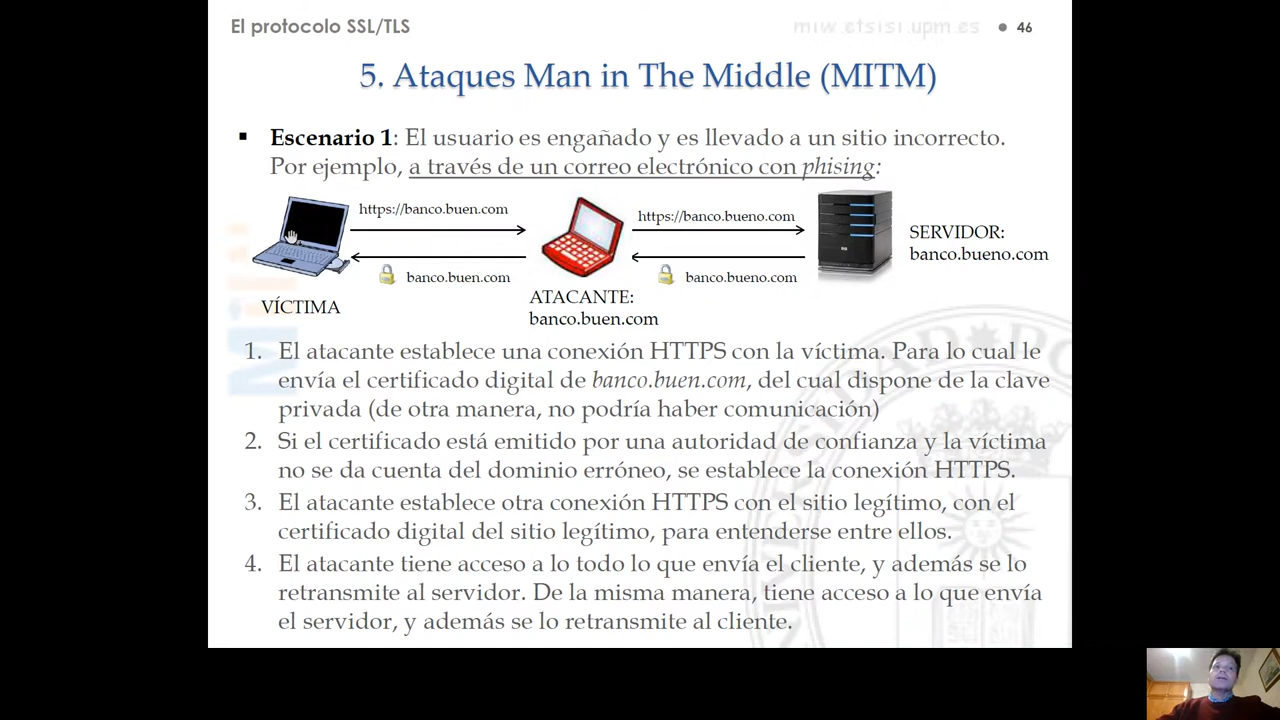 El protocolo SSL/TLS
miw.etsisi.upm.es
46
5. Ataques Man in The Middle (MITM)
Escenario 1: El usuario es engañado y es llevado a un sitio incorrecto.
Por ejemplo, a través de un correo electrónico con phising:
https://banco.buen.com
https://banco.bueno.com
SERVIDOR:
banco.bueno.com
banco.buen.com
banco.bueno.com
VÍCTIMA
ATACANTE:
banco.buen.com
1. El atacante establece una conexión HTTPS con la víctima. Para lo cual le
envía el certificado digital de banco.buen.com, del cual dispone de la clave
privada (de otra manera, no podría haber comunicación)
2. Si el certificado está emitido por una autoridad de confianza y la víctima
no se da cuenta del dominio erróneo, se establece la conexión HTTPS.
3. El atacante establece otra conexión HTTPS con el sitio legítimo, con el
certificado digital del sitio legítimo, para entenderse entre ellos.
4. El atacante tiene acceso a lo todo lo que envía el cliente, y además se lo
retransmite al servidor. De la misma manera, tiene acceso a lo que envía
el servidor, y además se lo retransmite al cliente.